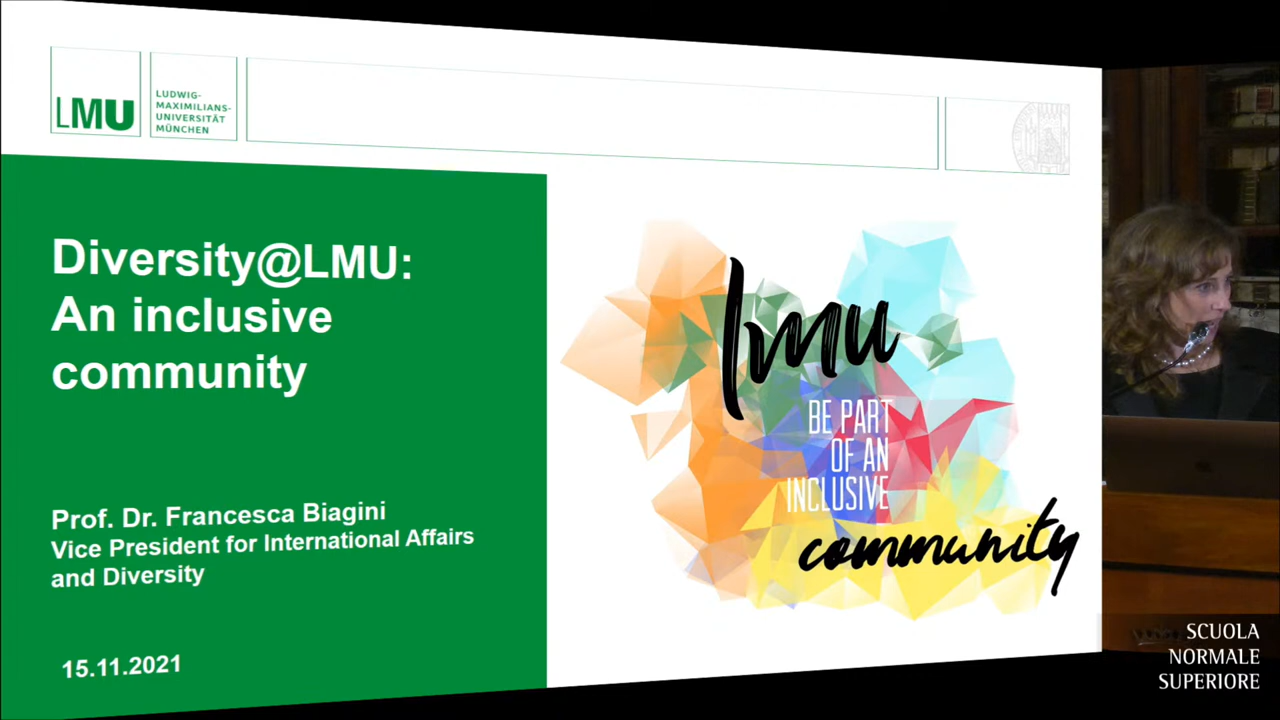 LMU
LUDWIG-
MAXIMILIANS-
UNIVERSITÄT
MÜNCHEN
Diversity@LMU:
An inclusive
community
Prof. Dr. Francesca Biagini
Vice President for International Affairs
and Diversity
15.11.2021
lmu
BE PART
OF AN
INCLUSIVE
community
SCUOLA
NORMALE
SUPERIORE